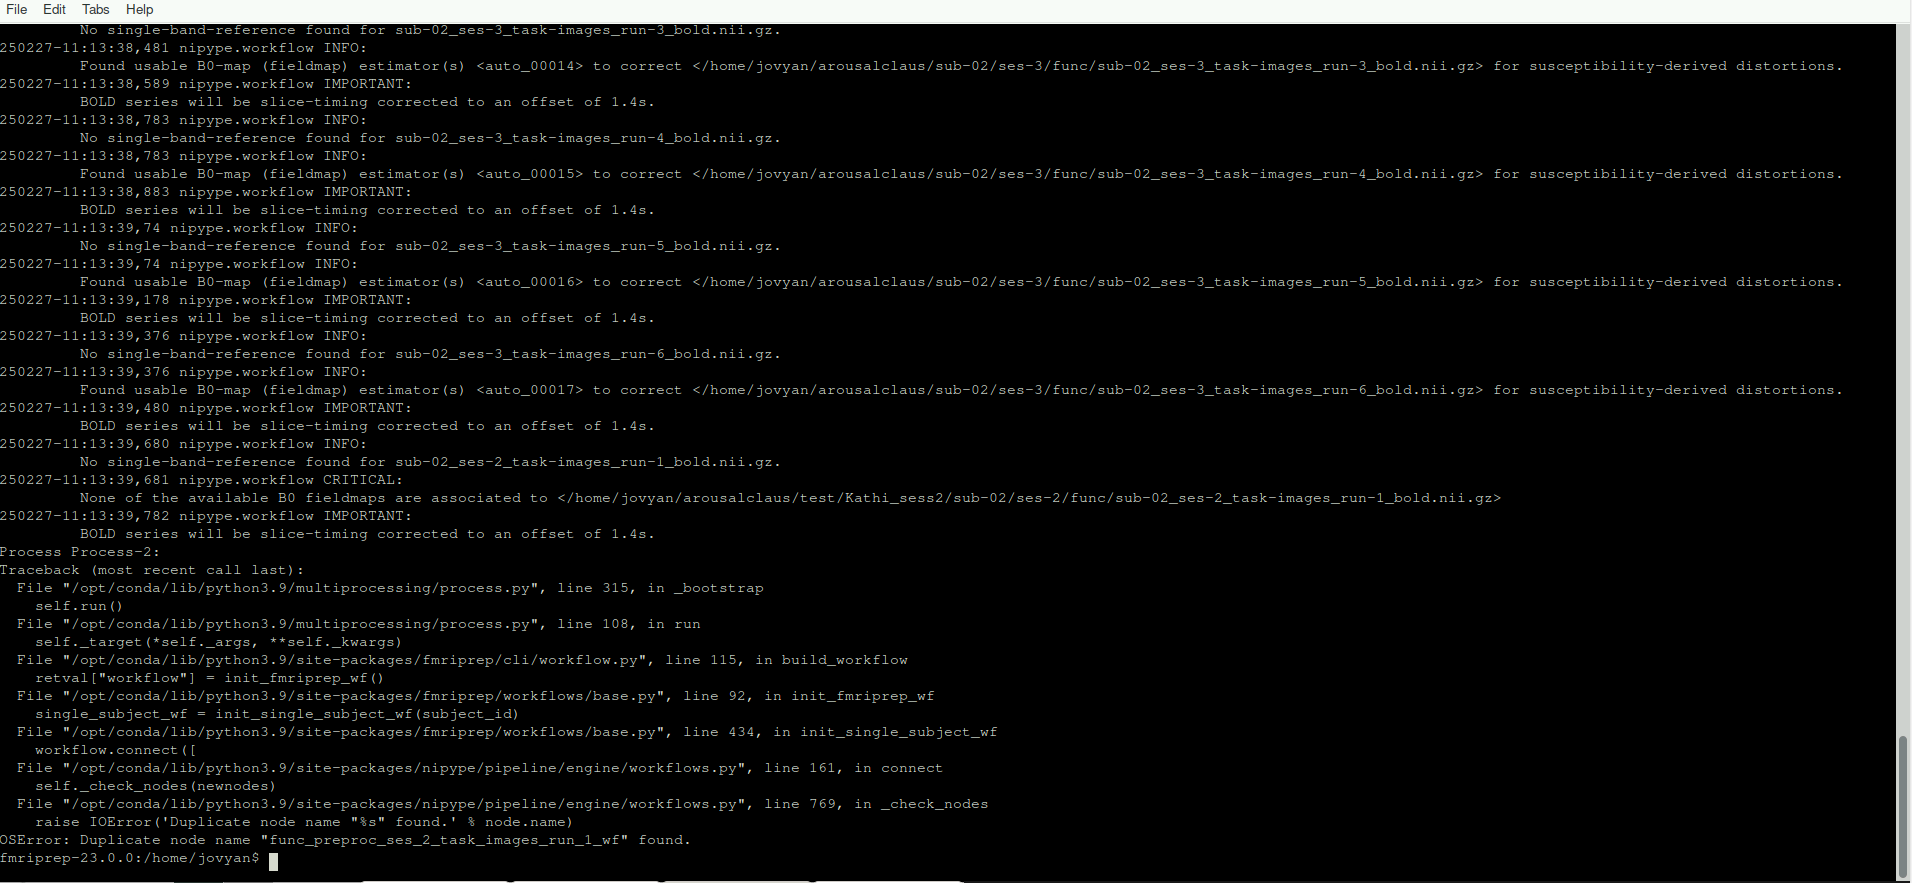 File Edit Tabs Help
No single-band-reference found for sub-02_ses-3_task-images_run-3_bold.nii.gz.
250227-11:13:38,481 nipype.workflow INFO:
Found usable B0-map (fieldmap) estimator(s) <auto_00014> to correct </home/jovyan/arousalclaus/sub-02/ses-3/func/sub-02_ses-3_task-images_run-3_bold.nii.gz> for susceptibility-derived distortions.
250227-11:13:38,589 nipype.workflow IMPORTANT:
BOLD series will be slice-timing corrected to an offset of 1.4s.
250227-11:13:38,783 nipype.workflow INFO:
No single-band-reference found for sub-02_ses-3_task-images_run-4_bold.nii.gz.
250227-11:13:38,783 nipype.workflow INFO:
Found usable B0-map (fieldmap) estimator(s) <auto_00015> to correct </home/jovyan/arousalclaus/sub-02/ses-3/func/sub-02_ses-3_task-images_run-4_bold.nii.gz> for susceptibility-derived distortions.
250227-11:13:38,883 nipype.workflow IMPORTANT:
BOLD series will be slice-timing corrected to an offset of 1.4s.
250227-11:13:39,74 nipype.workflow INFO:
No single-band-reference found for sub-02_ses-3_task-images_run-5_bold.nii.gz.
250227-11:13:39,74 nipype.workflow INFO:
Found usable B0-map (fieldmap) estimator(s) <auto_00016> to correct </home/jovyan/arousalclaus/sub-02/ses-3/func/sub-02_ses-3_task-images_run-5_bold.nii.gz> for susceptibility-derived distortions.
250227-11:13:39,178 nipype.workflow IMPORTANT:
BOLD series will be slice-timing corrected to an offset of 1.4s.
250227-11:13:39,376 nipype.workflow INFO:
No single-band-reference found for sub-02_ses-3_task-images_run-6_bold.nii.gz.
250227-11:13:39,376 nipype.workflow INFO:
Found usable B0-map (fieldmap) estimator(s) <auto_00017> to correct </home/jovyan/arousalclaus/sub-02/ses-3/func/sub-02_ses-3_task-images_run-6_bold.nii.gz> for susceptibility-derived distortions.
250227-11:13:39,480 nipype.workflow IMPORTANT:
BOLD series will be slice-timing corrected to an offset of 1.4s.
250227-11:13:39,680 nipype.workflow INFO:
No single-band-reference found for sub-02_ses-2_task-images_run-1_bold.nii.gz.
250227-11:13:39,681 nipype.workflow CRITICAL:
None of the available B0 fieldmaps are associated to </home/jovyan/arousalclaus/test/Kathi_sess2/sub-02/ses-2/func/sub-02_ses-2_task-images_run-1_bold.nii.gz>
250227-11:13:39,782 nipype.workflow IMPORTANT:
BOLD series will be slice-timing corrected to an offset of 1.4s.
Process Process-2:
Traceback (most recent call last):
File "/opt/conda/lib/python3.9/multiprocessing/process.py", line 315, in _bootstrap
self.run()
File "/opt/conda/lib/python3.9/multiprocessing/process.py", line 108, in run
self._target(*self._args, **self._kwargs)
File "/opt/conda/lib/python3.9/site-packages/fmriprep/cli/workflow.py", line 115, in build_workflow
retval["workflow"] = init_fmriprep_wf()
File "/opt/conda/lib/python3.9/site-packages/fmriprep/workflows/base.py", line 92, in init_fmriprep_wf
single_subject_wf = init_single_subject_wf(subject_id)
File "/opt/conda/lib/python3.9/site-packages/fmriprep/workflows/base.py", line 434, in init_single_subject_wf
workflow.connect([
File "/opt/conda/lib/python3.9/site-packages/nipype/pipeline/engine/workflows.py", line 161, in connect
self._check_nodes(newnodes)
File "/opt/conda/lib/python3.9/site-packages/nipype/pipeline/engine/workflows.py", line 769, in _check_nodes
raise IOError('Duplicate node name "%s" found.' % node.name)
OSError: Duplicate node name "func_preproc_ses_2_task_images_run_1_wf" found.
fmriprep-23.0.0:/home/jovyan$